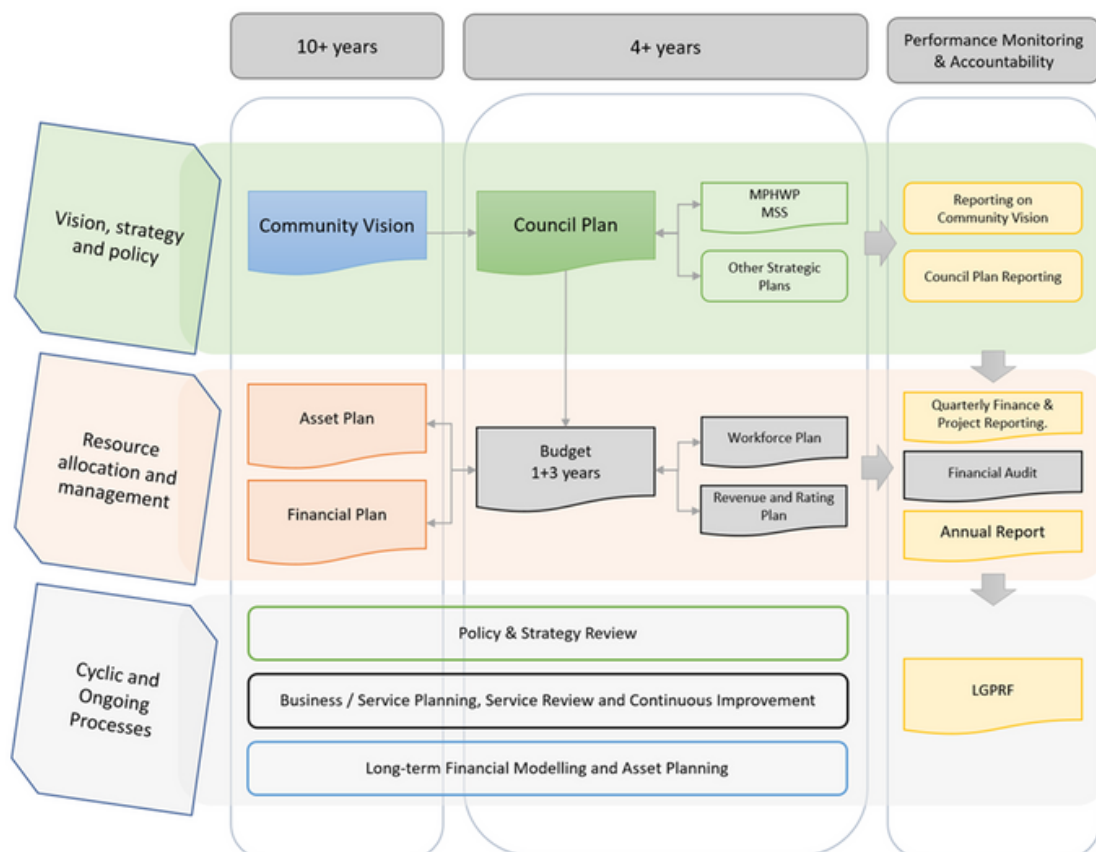 10+ years
4+ years
Performance Monitoring
& Accountability
Vision, strategy
and policy
Community Vision
Council Plan
MPHWP
MSS
Other Strategic
Plans
Reporting on
Community Vision
Council Plan Reporting
Resource
allocation and
management
Asset Plan
Financial Plan
Budget
1+3 years
Workforce Plan
Revenue and Rating
Plan
Quarterly Finance &
Project Reporting.
Financial Audit
Annual Report
Cyclic and
Ongoing
Processes
Policy & Strategy Review
Business / Service Planning, Service Review and Continuous Improvement
Long-term Financial Modelling and Asset Planning
LGPRF